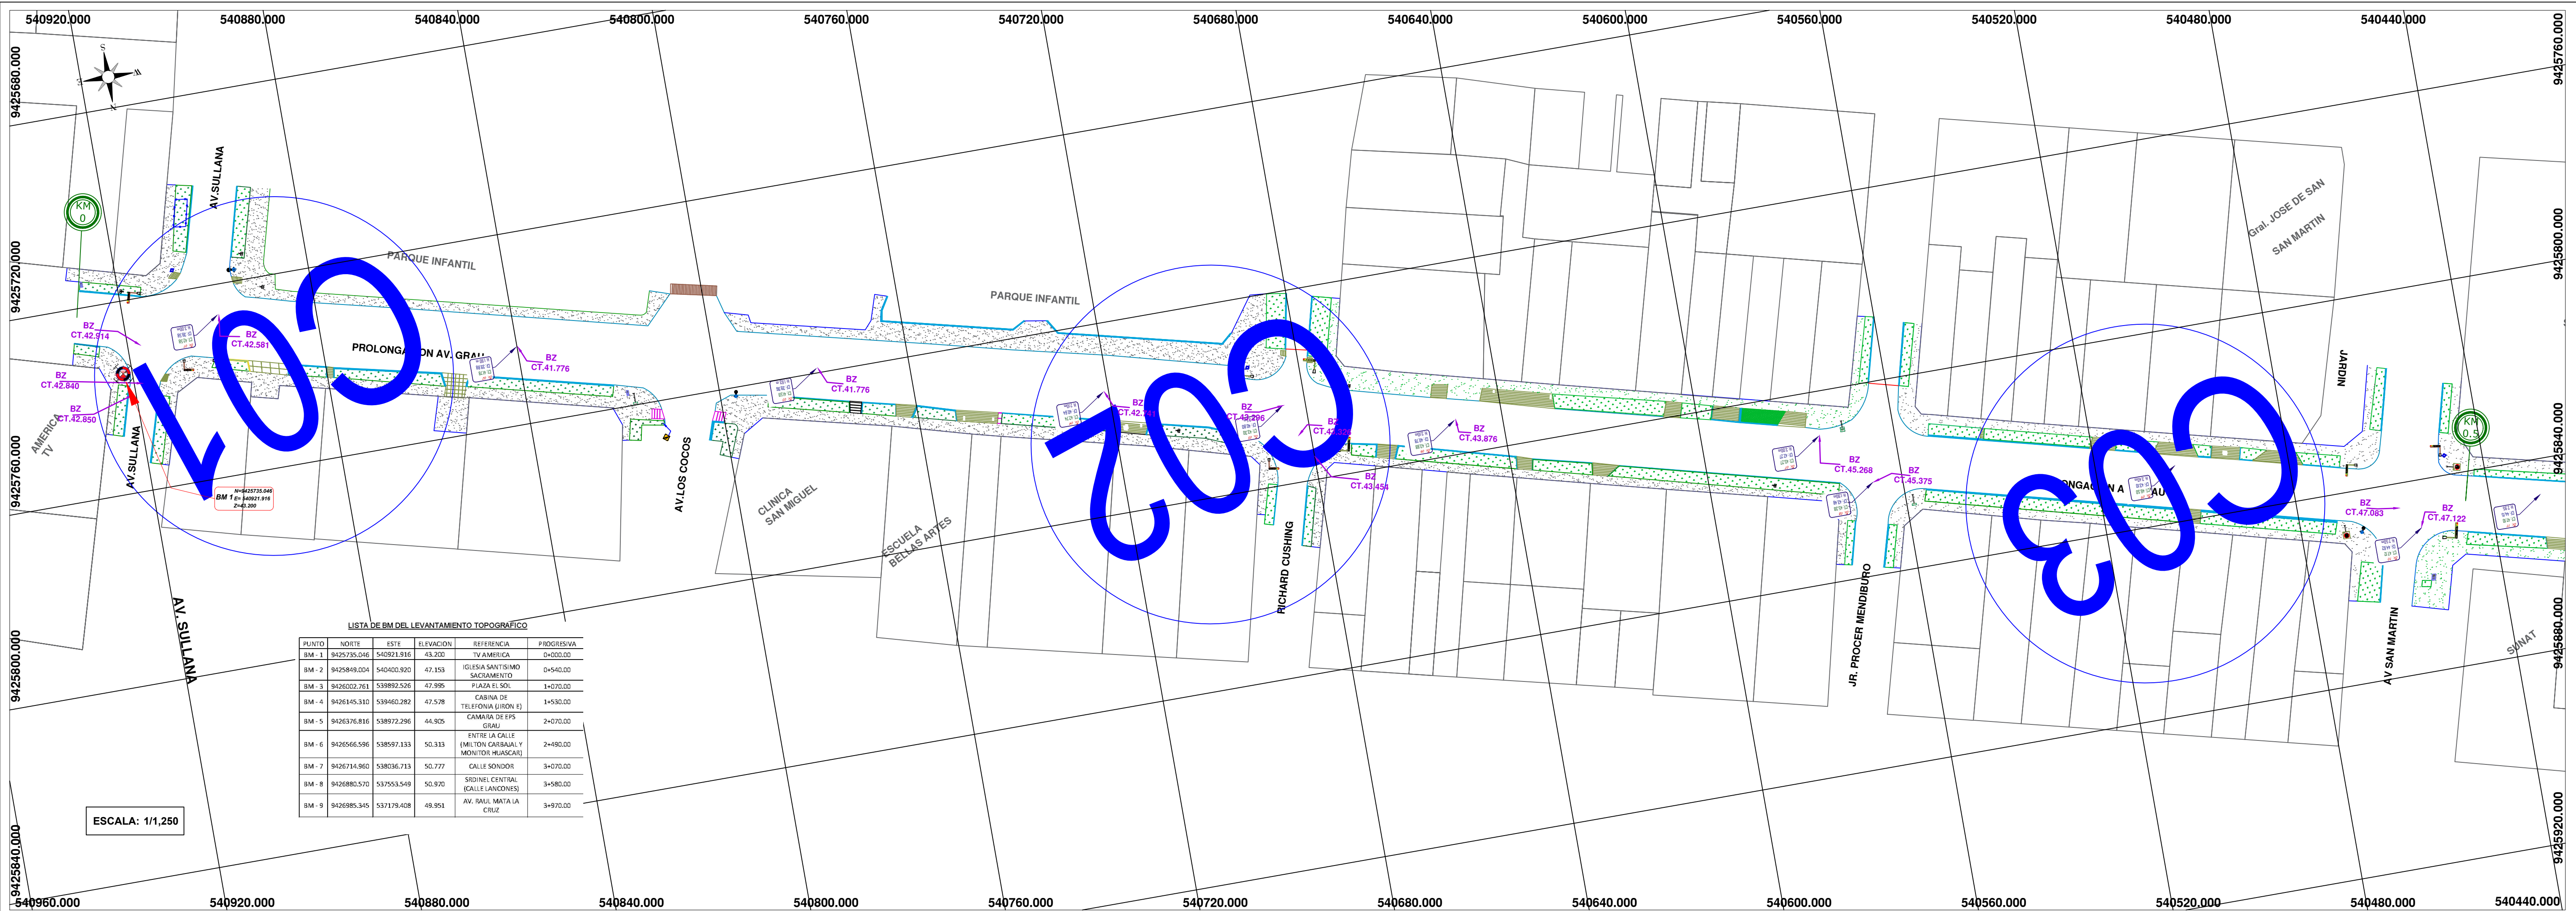 540920.000 540880.000 540840.000 540800.000 540760.000 540720.000 540680.000 540640.000 540600.000 540560.000 540520.000 540480.000 540440.000
9425680.000
9425720.000
9425760.000
9425800.000
9425840.000
9425760.000
9425800.000
9425840.000
9425880.000
9425920.000
S
W
E
N
KM
0
AV.SULLANA
PARQUE INFANTIL
PARQUE INFANTIL
Gral. JOSE DE SAN
SAN MARTIN
C01
C02
C03
BZ
CT.42.914
BZ
CT.42.581
PROLONGACION AV. GRAU
BZ
CT.41.776
BZ
CT.41.776
BZ
CT.42.840
BZ
CT.42.850
BZ
BZ
CT.43.296
BZ
BZ
CT.43.454
BZ
CT.43.876
BZ
CT.45.268
BZ
CT.45.375
BZ
CT.47.083
BZ
CT.47.122
JARDIN
KM
0.5
AMERICA
TV
AV.SULLANA
BM 1
N=9425735.046
E= 540921.916
Z=43.200
AV.LOS COCOS
CLINICA
SAN MIGUEL
ESCUELA
BELLAS ARTES
RICHARD CUSHING
JR. PROCER MENDIBURO
AV SAN MARTIN
SUNAT
AV. SULLANA
LISTA DE BM DEL LEVANTAMIENTO TOPOGRAFICO
PUNTO NORTE ESTE ELEVACION REFERENCIA PROGRESIVA
BM - 1 9425735.046 540921.916 43.200 TV AMERICA 0+000.00
BM - 2 9425849.004 540400.920 47.153 IGLESIA SANTISIMO SACRAMENTO 0+540.00
BM - 3 9426002.761 539892.526 47.995 PLAZA EL SOL 1+070.00
BM - 4 9426145.310 539460.282 47.578 CABINA DE TELEFONIA (JIRON E) 1+530.00
BM - 5 9426376.816 538972.296 44.905 CAMARA DE EPS GRAU 2+070.00
BM - 6 9426566.596 538597.133 50.313 ENTRE LA CALLE (MILTON CARBAJAL Y MONITOR HUASCAR) 2+490.00
BM - 7 9426714.960 538036.713 50.777 CALLE SONDOR 3+070.00
BM - 8 9426880.570 537553.549 50.970 SRDINEL CENTRAL (CALLE LANCONES) 3+580.00
BM - 9 9426985.345 537179.408 49.951 AV. RAUL MATA LA CRUZ 3+970.00
ESCALA: 1/1,250
540960.000 540920.000 540880.000 540840.000 540800.000 540760.000 540720.000 540680.000 540640.000 540600.000 540560.000 540520.000 540480.000 540440.000